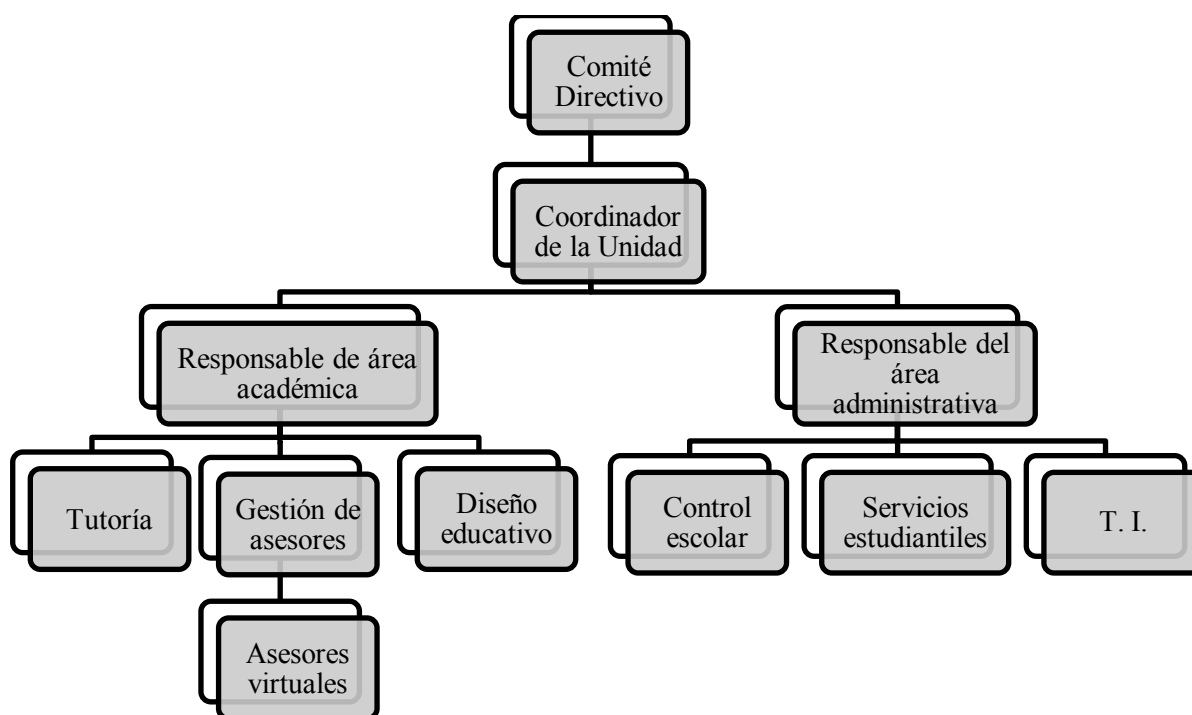 Comité
Directivo
Coordinador
de la Unidad
Responsable de área
académica
Responsable del
área
administrativa
Tutoría
Gestión de
asesores
Diseño
educativo
Control
escolar
Servicios
estudiantiles
T. I.
Asesores
virtuales